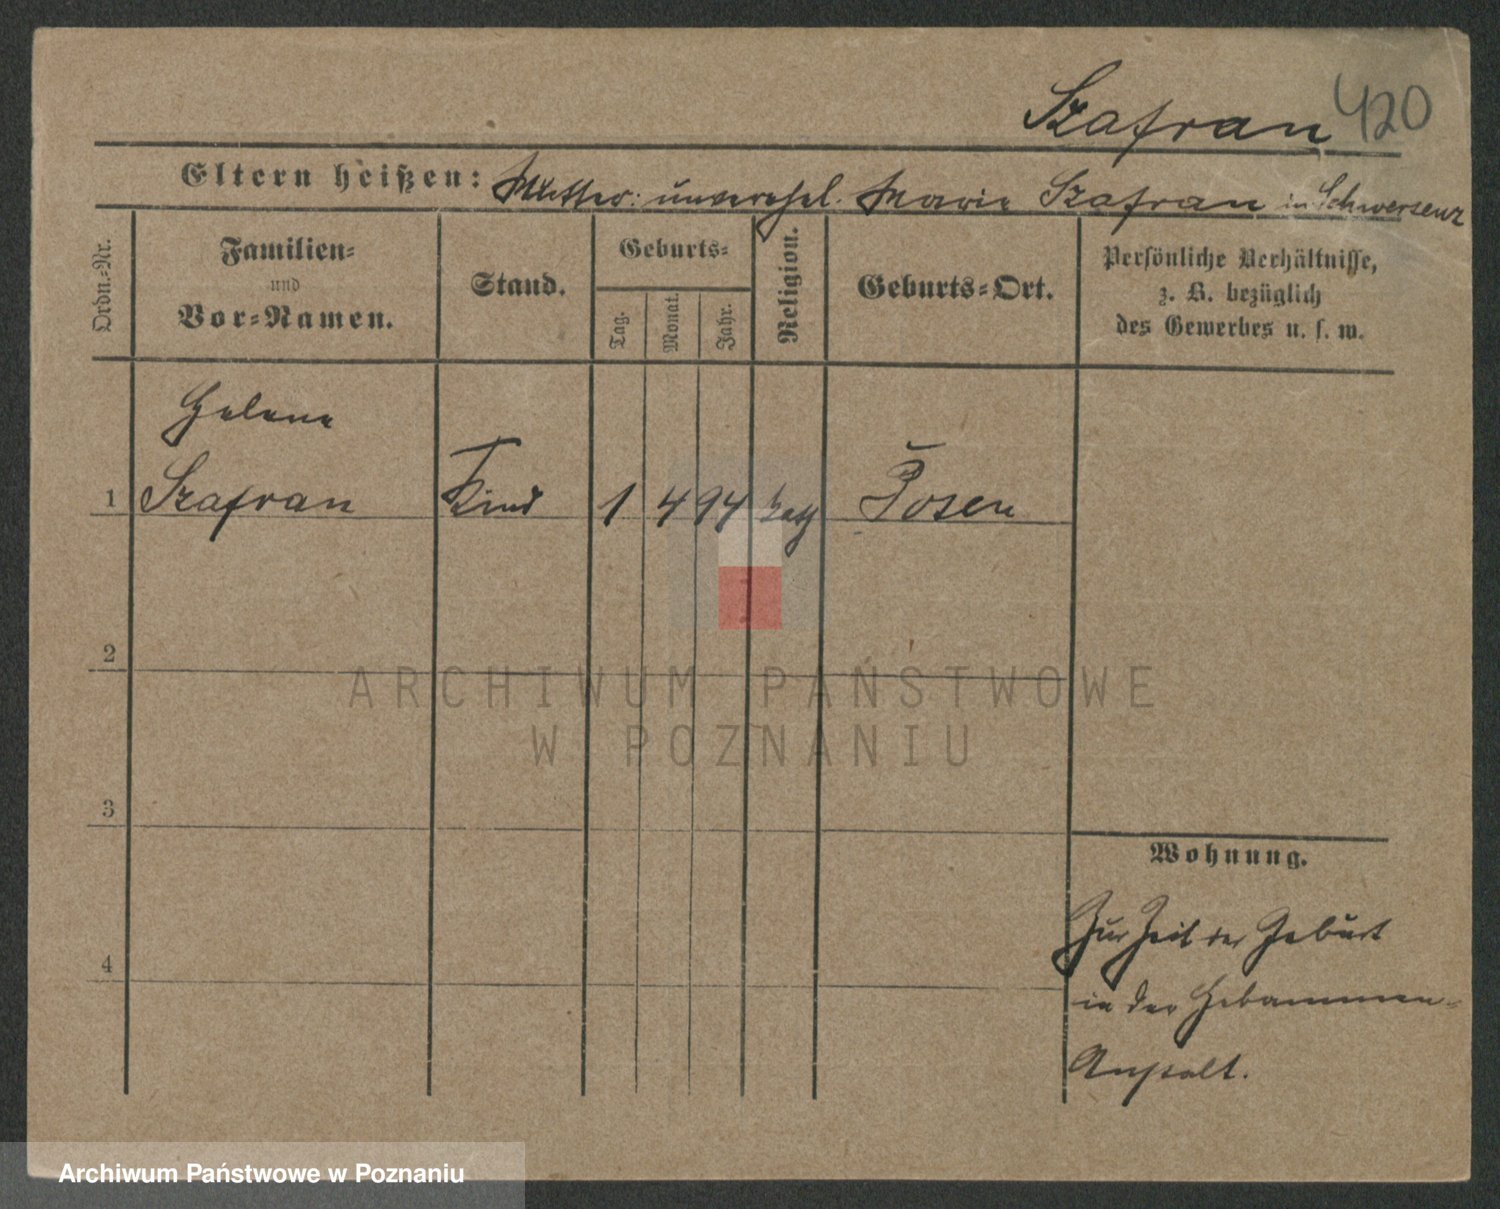 Szafran 420
Eltern heißen: Mutter: unverehel. Marie Szafran in Schwersenz
Ordn.-Nr.
Familien-
und
Vor-Namen.
Stand.
Geburts-
Tag.
Monat.
Jahr.
Religion.
Geburts-Ort.
Persönliche Verhältnisse,
z. B. bezüglich
des Gewerbes u. s. w.
Helene
1 Szafran Kind 1 4 94 kath Posen
2
ARCHIWUM PAŃSTWOWE
W POZNANIU
3
Wohnung.
Zur Zeit der Geburt
4
in der Hebammen-
Anstalt.
Archiwum Państwowe w Poznaniu